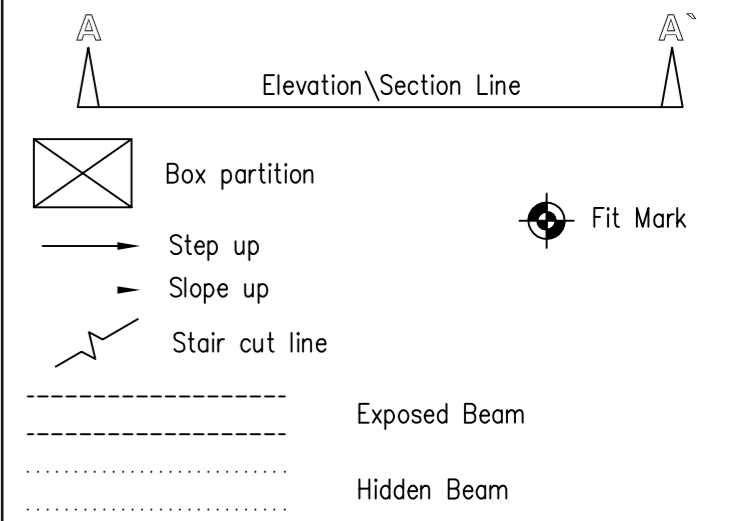 A A`
Elevation\Section Line
Box partition
Fit Mark
Step up
Slope up
Stair cut line
Exposed Beam
Hidden Beam